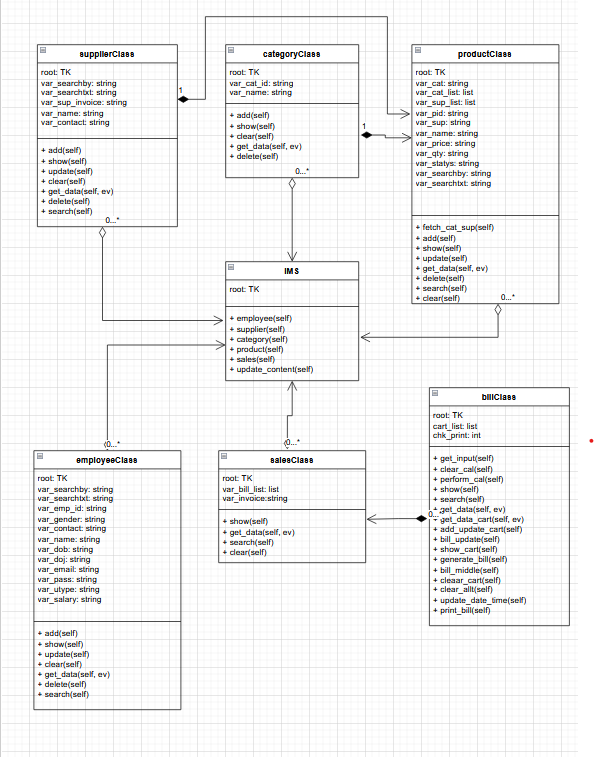 supplierClass
root: TK
var_searchby: string
var_searchtxt: string
var_sup_invoice: string
var_name: string
var_contact: string
+ add(self)
+ show(self)
+ update(self)
+ clear(self)
+ get_data(self, ev)
+ delete(self)
+ search(self)
0...*
1
categoryClass
root: TK
var_cat_id: string
var_name: string
+ add(self)
+ show(self)
+ clear(self)
+ get_data(self, ev)
+ delete(self)
0...*
1
productClass
root: TK
var_cat: string
var_cat_list: list
var_sup_list: list
var_pid: string
var_sup: string
var_name: string
var_price: string
var_qty: string
var_statys: string
var_searchby: string
var_searchtxt: string
+ fetch_cat_sup(self)
+ add(self)
+ show(self)
+ update(self)
+ get_data(self, ev)
+ delete(self)
+ search(self)
+ clear(self)
0...*
IMS
root: TK
+ employee(self)
+ supplier(self)
+ category(self)
+ product(self)
+ sales(self)
+ update_content(self)
0...*
employeeClass
root: TK
var_searchby: string
var_searchtxt: string
var_emp_id: string
var_gender: string
var_contact: string
var_name: string
var_dob: string
var_doj: string
var_email: string
var_pass: string
var_utype: string
var_salary: string
+ add(self)
+ show(self)
+ update(self)
+ clear(self)
+ get_data(self, ev)
+ delete(self)
+ search(self)
0...*
salesClass
root: TK
var_bill_list: list
var_invoice:string
+ show(self)
+ get_data(self, ev)
+ search(self)
+ clear(self)
billClass
root: TK
cart_list: list
chk_print: int
+ get_input(self)
+ clear_cal(self)
+ perform_cal(self)
+ show(self)
+ search(self)
+ get_data(self, ev)
0...
+ get_data_cart(self, ev)
+ add_update_cart(self)
+ bill_update(self)
+ show_cart(self)
+ generate_bill(self)
+ bill_middle(self)
+ cleaar_cart(self)
+ clear_allt(self)
+ update_date_time(self)
+ print_bill(self)